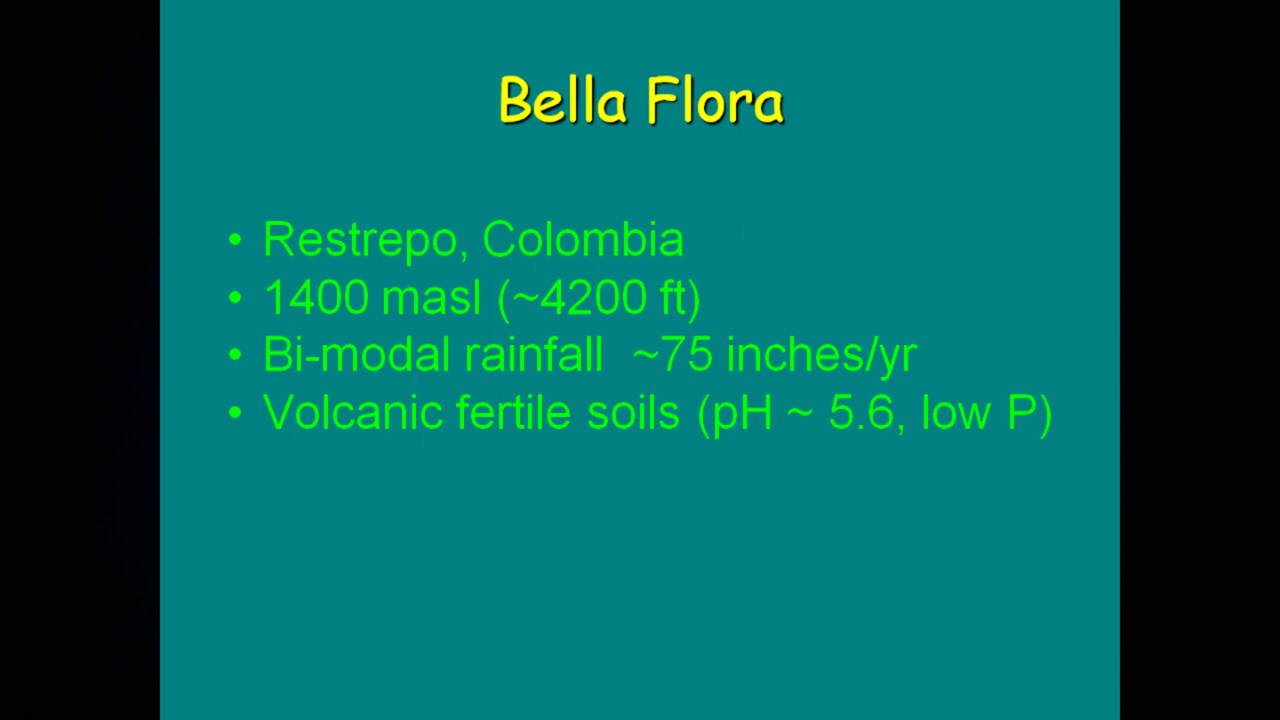 Bella Flora
• Restrepo, Colombia
• 1400 masl (~4200 ft)
• Bi-modal rainfall  ~75 inches/yr
• Volcanic fertile soils (pH ~ 5.6, low P)